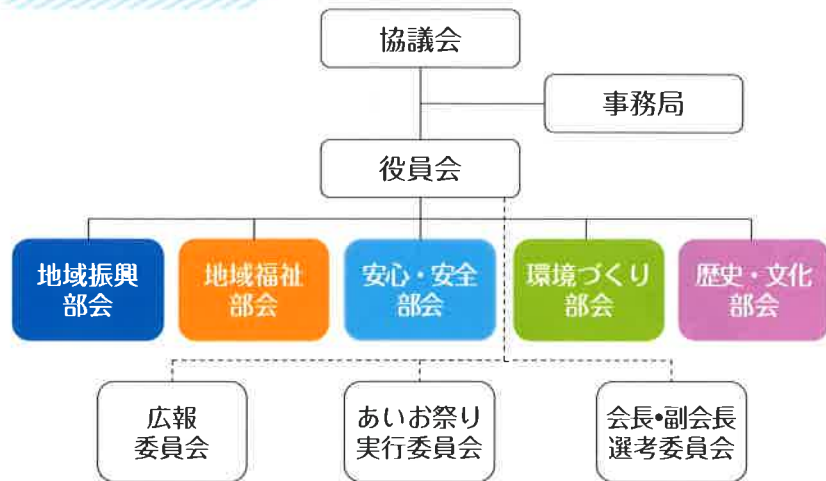 協議会
事務局
役員会
地域振興
部会
地域福祉
部会
安心・安全
部会
環境づくり
部会
歴史・文化
部会
広報
委員会
あいお祭り
実行委員会
会長•副会長
選考委員会